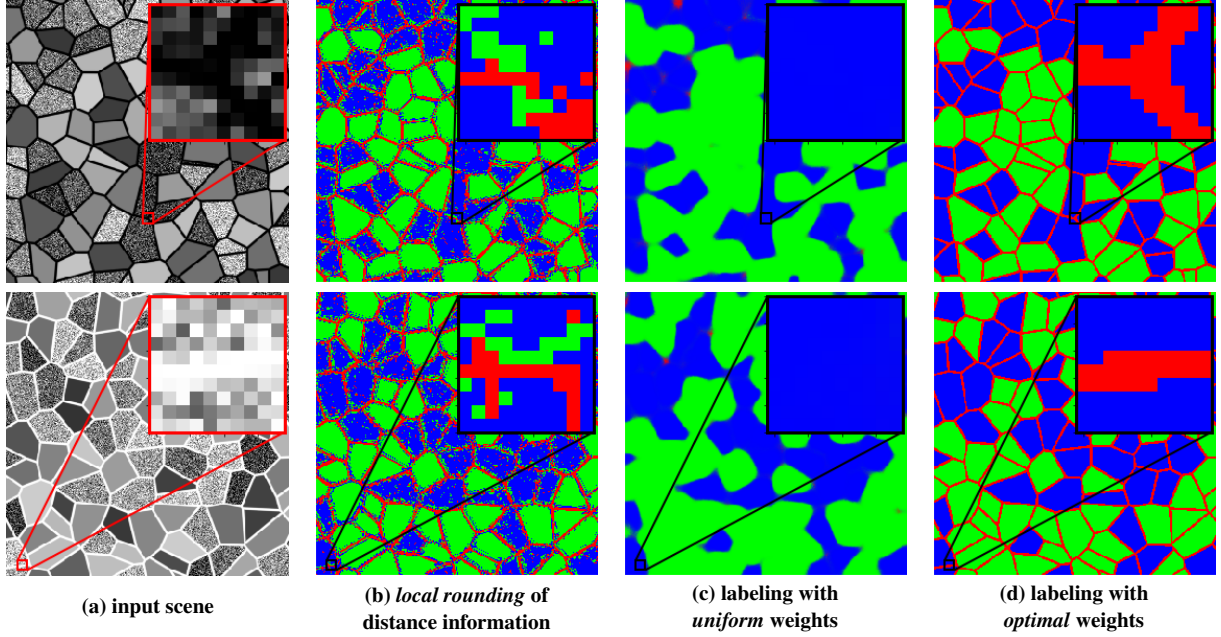 (a) input scene
(b) local rounding of
distance information
(c) labeling with
uniform weights
(d) labeling with
optimal weights